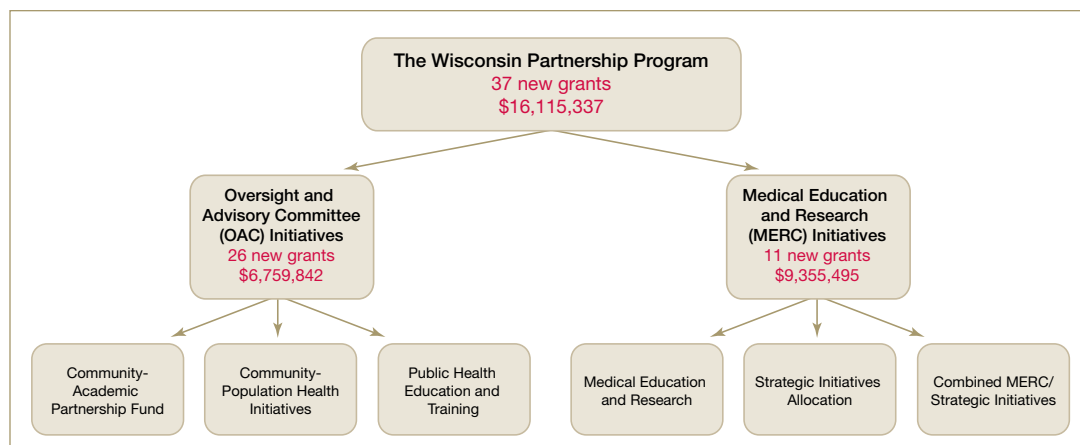 The Wisconsin Partnership Program
37 new grants
$16,115,337
Oversight and
Advisory Committee
(OAC) Initiatives
26 new grants
$6,759,842
Medical Education
and Research
(MERC) Initiatives
11 new grants
$9,355,495
Community-
Academic
Partnership Fund
Community-
Population Health
Initiatives
Public Health
Education and
Training
Medical Education
and Research
Strategic Initiatives
Allocation
Combined MERC/
Strategic Initiatives